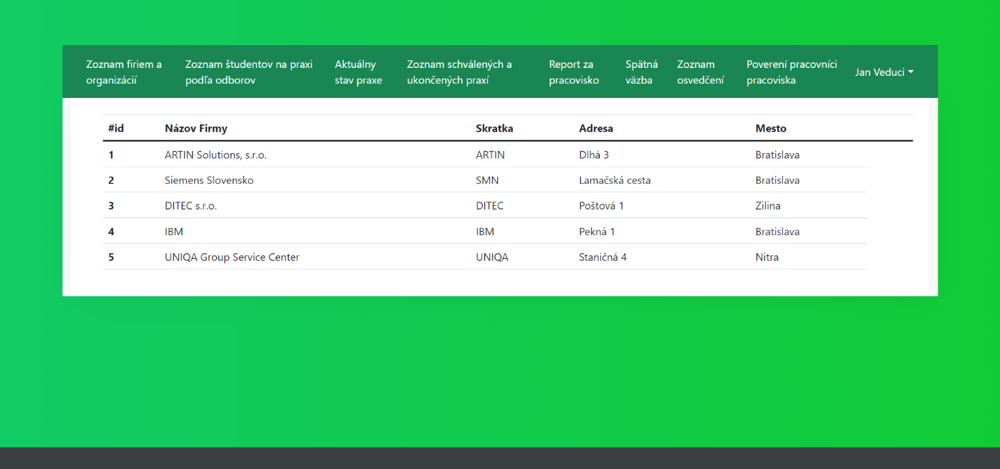 Zoznam firiem a organizácií
Zoznam študentov na praxi podľa odborov
Aktuálny stav praxe
Zoznam schválených a ukončených praxí
Report za pracovisko
Spätná väzba
Zoznam osvedčení
Poverení pracovníci pracoviska
Jan Veduci
#id Názov Firmy Skratka Adresa Mesto
1 ARTIN Solutions, s.r.o. ARTIN Dlhá 3 Bratislava
2 Siemens Slovensko SMN Lamačská cesta Bratislava
3 DITEC s.r.o. DITEC Poštová 1 Zilina
4 IBM IBM Pekná 1 Bratislava
5 UNIQA Group Service Center UNIQA Staničná 4 Nitra